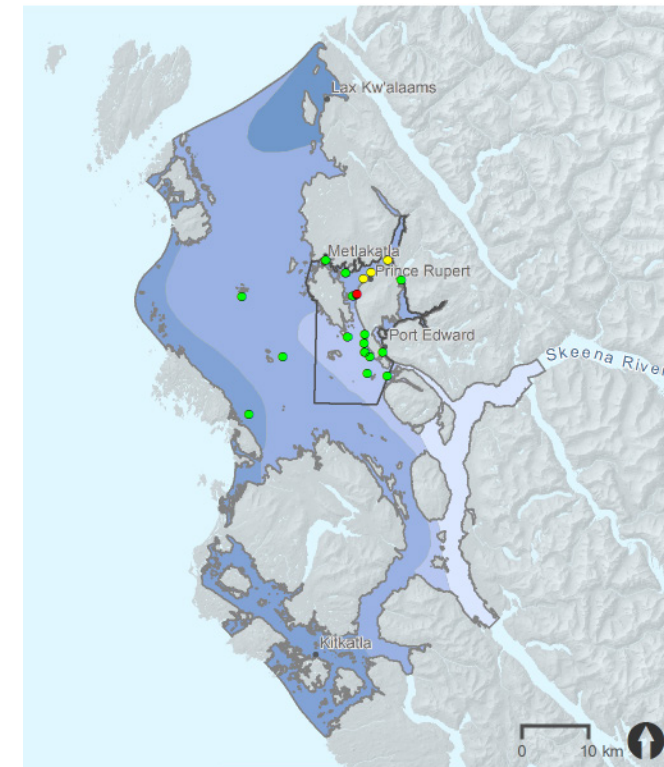 Lax Kw'alaams
Metlakatla
Prince Rupert
Port Edward
Skeena River
Kitkatla
0 10 km